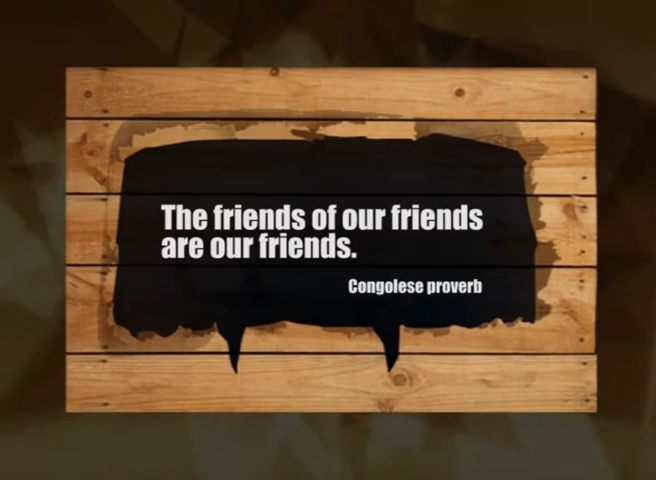 The friends of our friends
are our friends.
Congolese proverb